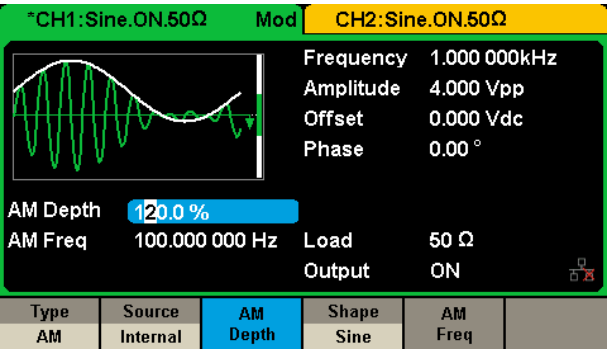 *CH1:Sine.ON.50Ω Mod CH2:Sine.ON.50Ω
Frequency 1.000 000kHz
Amplitude 4.000 Vpp
Offset 0.000 Vdc
Phase 0.00 °
AM Depth 120.0 %
AM Freq 100.000 000 Hz Load 50 Ω
Output ON
Type Source AM Depth Shape AM Freq
AM Internal Sine